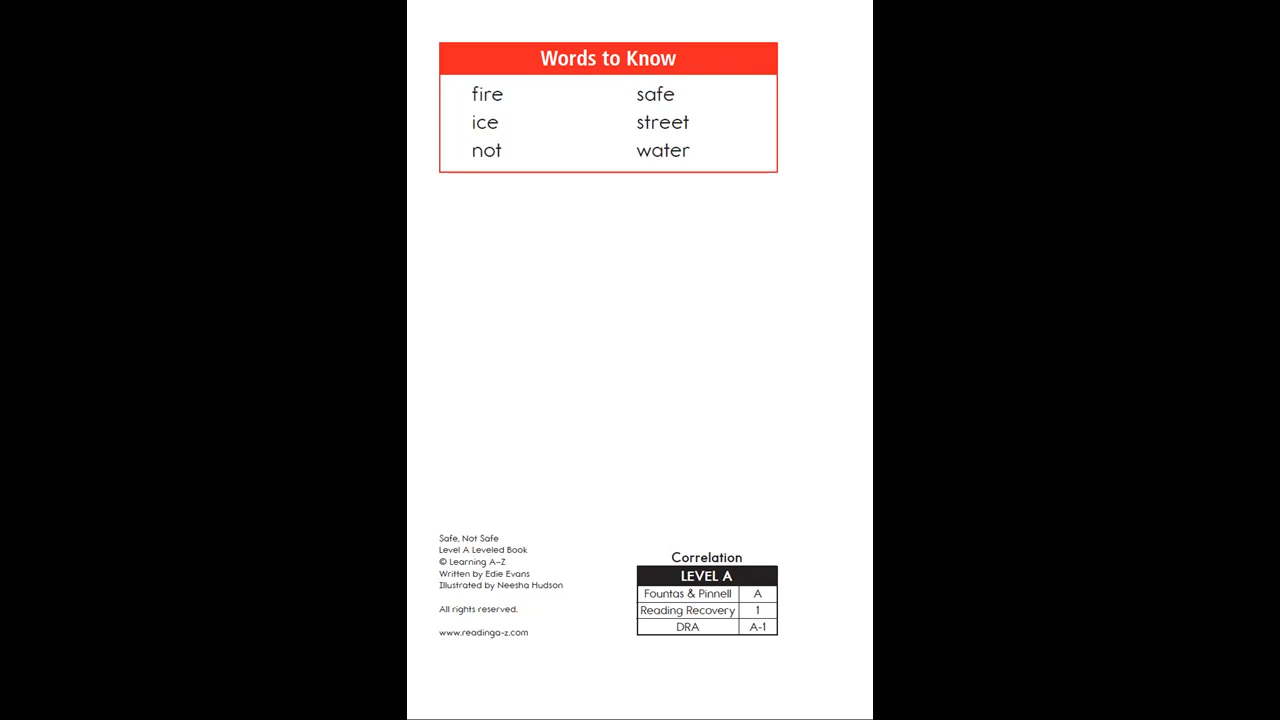 Words to Know
fire safe
ice street
not water
Safe, Not Safe
Level A Leveled Book
© Learning A–Z
Written by Edie Evans
Illustrated by Neesha Hudson
All rights reserved.
www.readinga-z.com
Correlation
LEVEL A
Fountas & Pinnell A
Reading Recovery 1
DRA A-1